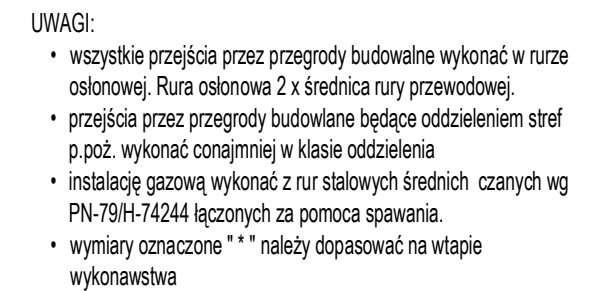 UWAGI:
• wszystkie przejścia przez przegrody budowalne wykonać w rurze
osłonowej. Rura osłonowa 2 x średnica rury przewodowej.
• przejścia przez przegrody budowlane będące oddzieleniem stref
p.poż. wykonać conajmniej w klasie oddzielenia
• instalację gazową wykonać z rur stalowych średnich  czanych wg
PN-79/H-74244 łączonych za pomoca spawania.
• wymiary oznaczone " * " należy dopasować na wtapie
wykonawstwa